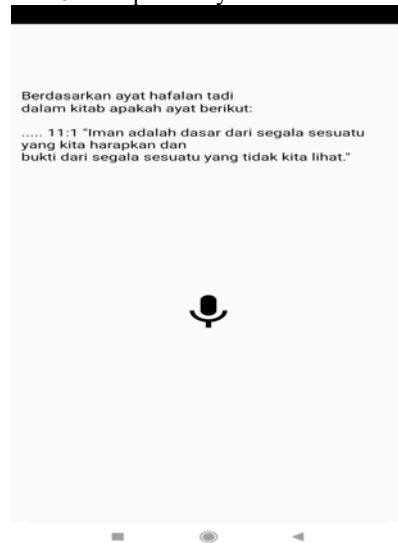 Berdasarkan ayat hafalan tadi
dalam kitab apakah ayat berikut:
..... 11:1 "Iman adalah dasar dari segala sesuatu
yang kita harapkan dan
bukti dari segala sesuatu yang tidak kita lihat."